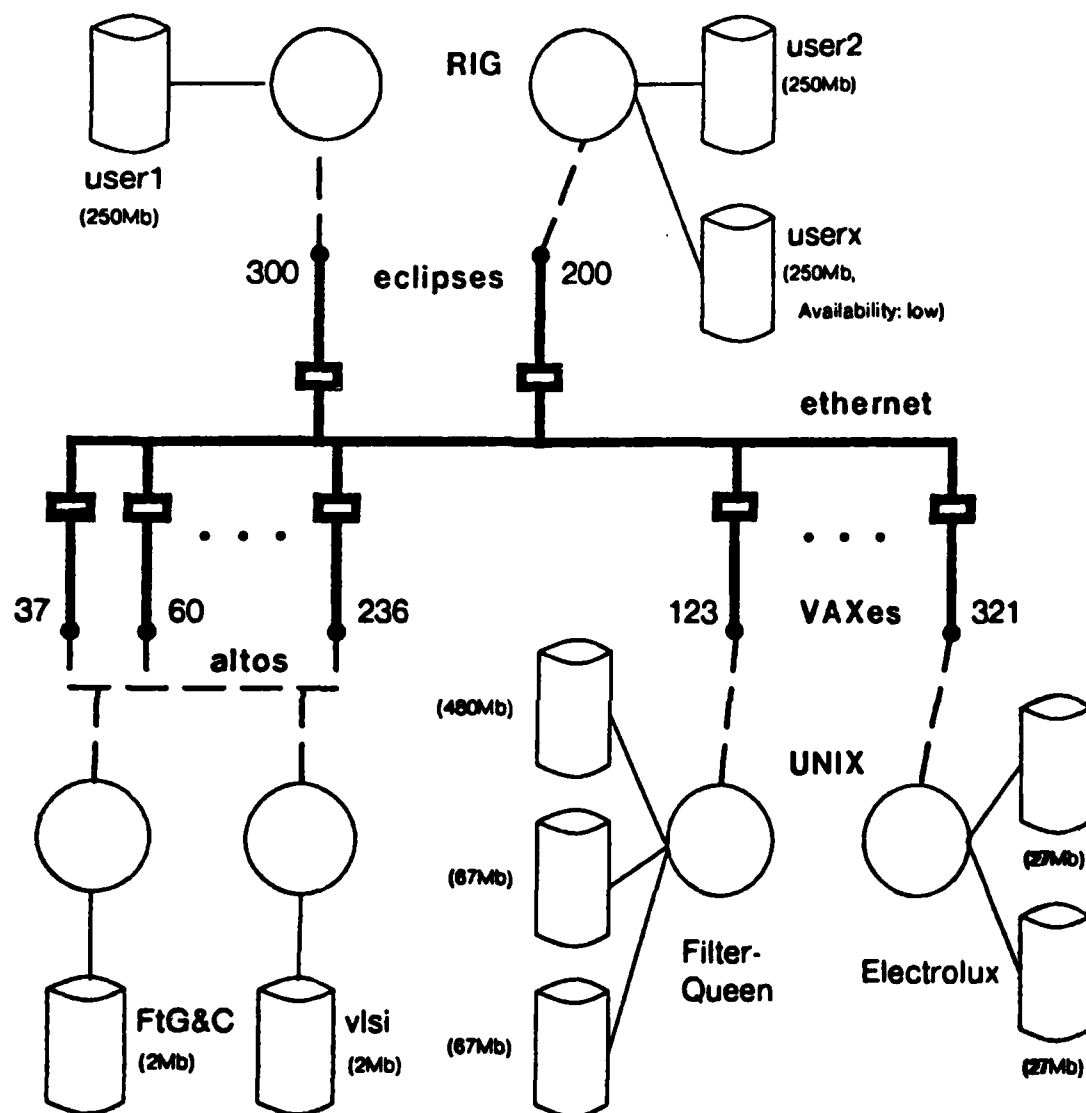 RIG
user2
(250Mb)
user1
(250Mb)
userx
(250Mb,
Availability: low)
300
eclipses
200
ethernet
37
60
236
123
VAXes
321
altos
(480Mb)
UNIX
(67Mb)
(27Mb)
Filter-
Queen
Electrolux
FtG&C
(2Mb)
vlsi
(2Mb)
(67Mb)
(27Mb)